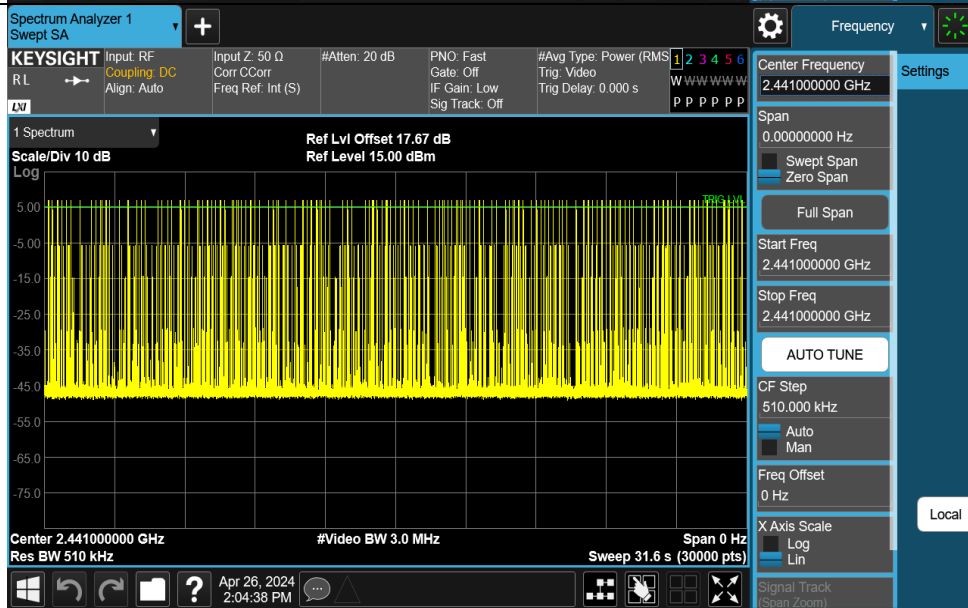 Spectrum Analyzer 1
Swept SA
+
Frequency
KEYSIGHT
RL
LXI
Input: RF
Coupling: DC
Align: Auto
Input Z: 50 Ω
Corr CCorr
Freq Ref: Int (S)
#Atten: 20 dB
PNO: Fast
Gate: Off
IF Gain: Low
Sig Track: Off
#Avg Type: Power (RMS
Trig: Video
Trig Delay: 0.000 s
1 2 3 4 5 6
W W W W W W
P P P P P P
Center Frequency
2.441000000 GHz
Settings
Span
0.00000000 Hz
Swept Span
Zero Span
Full Span
Start Freq
2.441000000 GHz
Stop Freq
2.441000000 GHz
AUTO TUNE
CF Step
510.000 kHz
Auto
Man
Freq Offset
0 Hz
X Axis Scale
Log
Lin
Signal Track
(Span Zoom)
Local
1 Spectrum
Scale/Div 10 dB
Log
Ref Lvl Offset 17.67 dB
Ref Level 15.00 dBm
TRIG LVL
5.00
-5.00
-15.0
-25.0
-35.0
-45.0
-55.0
-65.0
-75.0
Center 2.441000000 GHz
Res BW 510 kHz
#Video BW 3.0 MHz
Span 0 Hz
Sweep 31.6 s (30000 pts)
?
Apr 26, 2024
2:04:38 PM